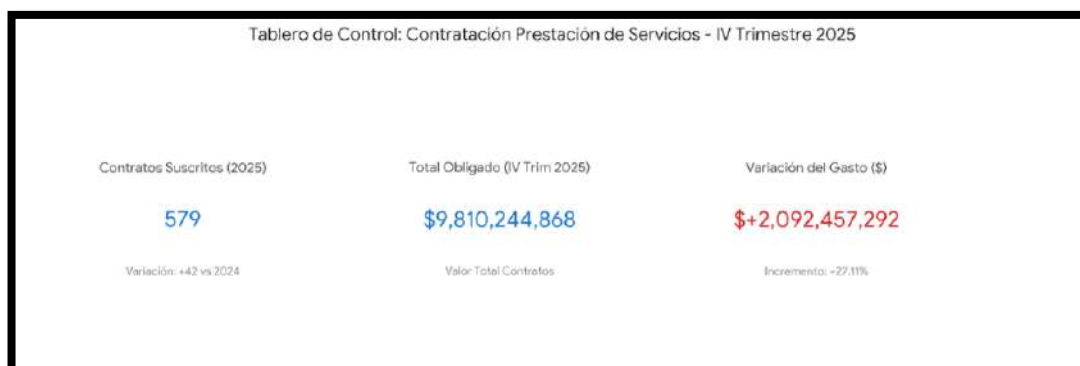 Tablero de Control: Contratación Prestación de Servicios - IV Trimestre 2025
Contratos Suscritos (2025)
Total Obligado (IV Trim 2025)
Variación del Gasto ($)
579
$9,810,244,868
$+2,092,457,292
Variación: +42 vs 2024
Valor Total Contratos
Incremento: +27.11%